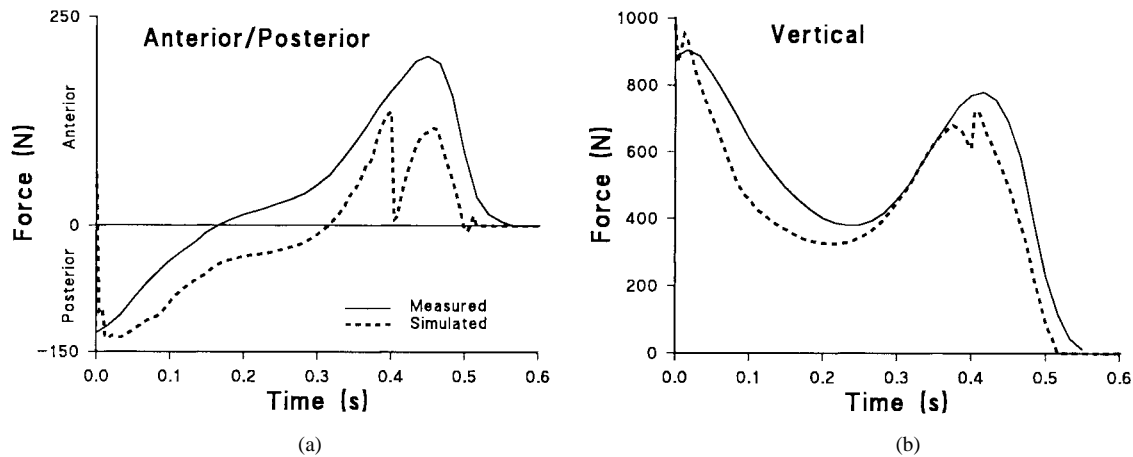 250
Anterior/Posterior
Force (N)
Anterior
Posterior
0
−150
Measured
Simulated
0.0 0.1 0.2 0.3 0.4 0.5 0.6
Time (s)
(a)
1000
Vertical
800
600
400
200
0
Force (N)
0.0 0.1 0.2 0.3 0.4 0.5 0.6
Time (s)
(b)